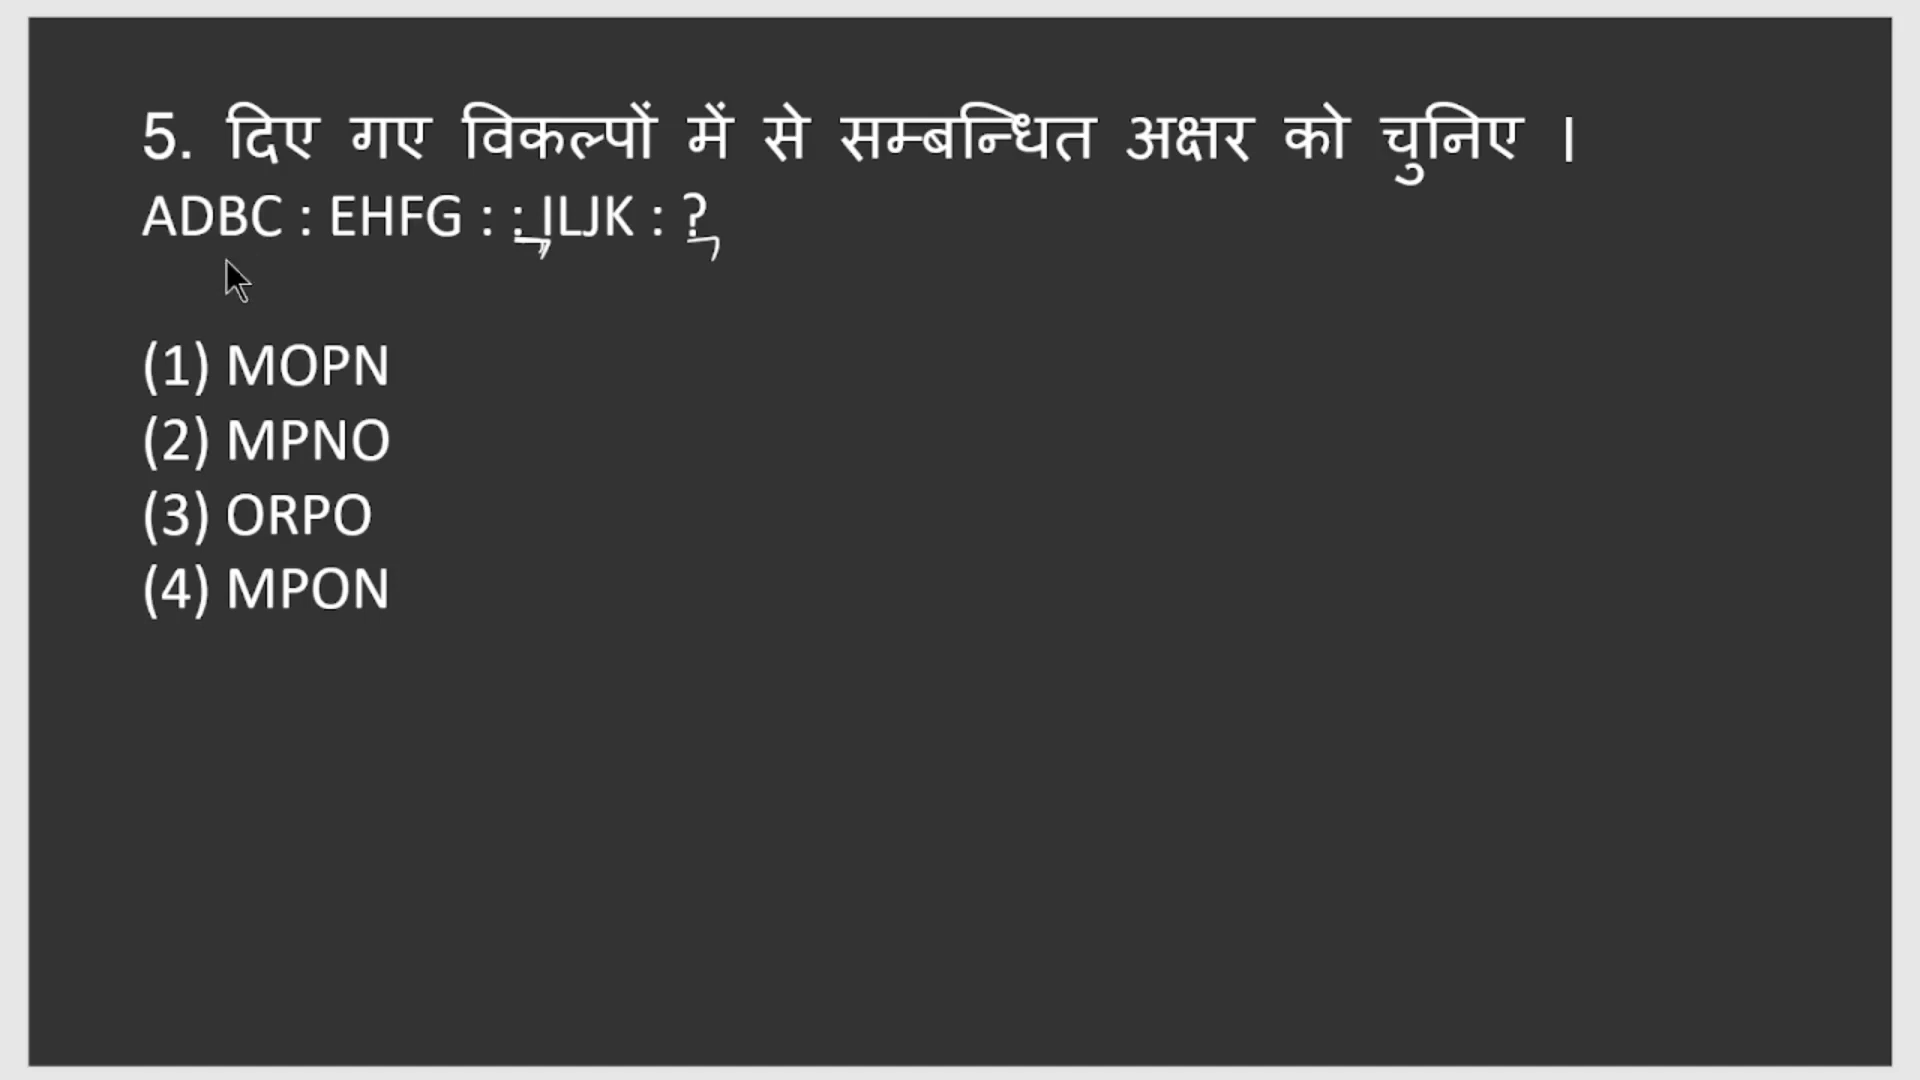 5. दिए गए विकल्पों में से सम्बन्धित अक्षर को चुनिए ।
ADBC : EHFG : : ILJK : ?
(1) MOPN
(2) MPNO
(3) ORPO
(4) MPON